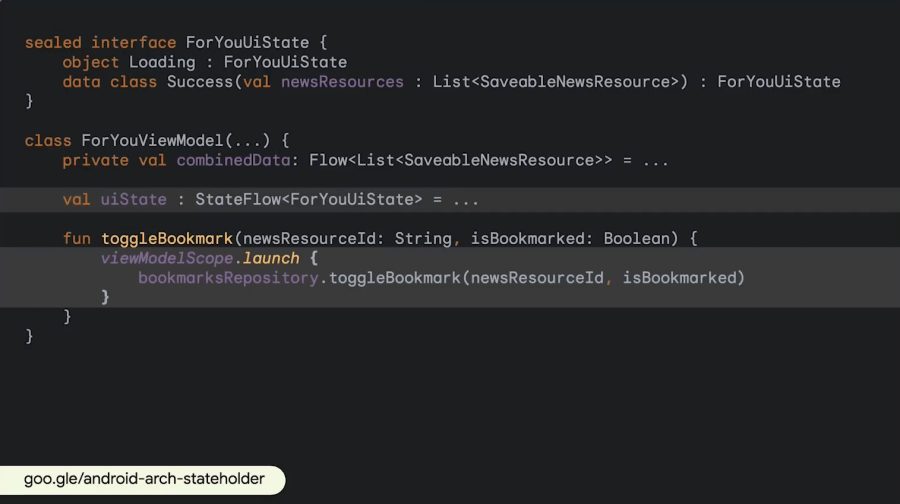 sealed interface ForYouUiState {
    object Loading : ForYouUiState
    data class Success(val newsResources : List<SaveableNewsResource>) : ForYouUiState
}
class ForYouViewModel(...) {
    private val combinedData: Flow<List<SaveableNewsResource>> = ...
    val uiState : StateFlow<ForYouUiState> = ...
    fun toggleBookmark(newsResourceId: String, isBookmarked: Boolean) {
        viewModelScope.launch {
            bookmarksRepository.toggleBookmark(newsResourceId, isBookmarked)
        }
    }
}
goo.gle/android-arch-stateholder